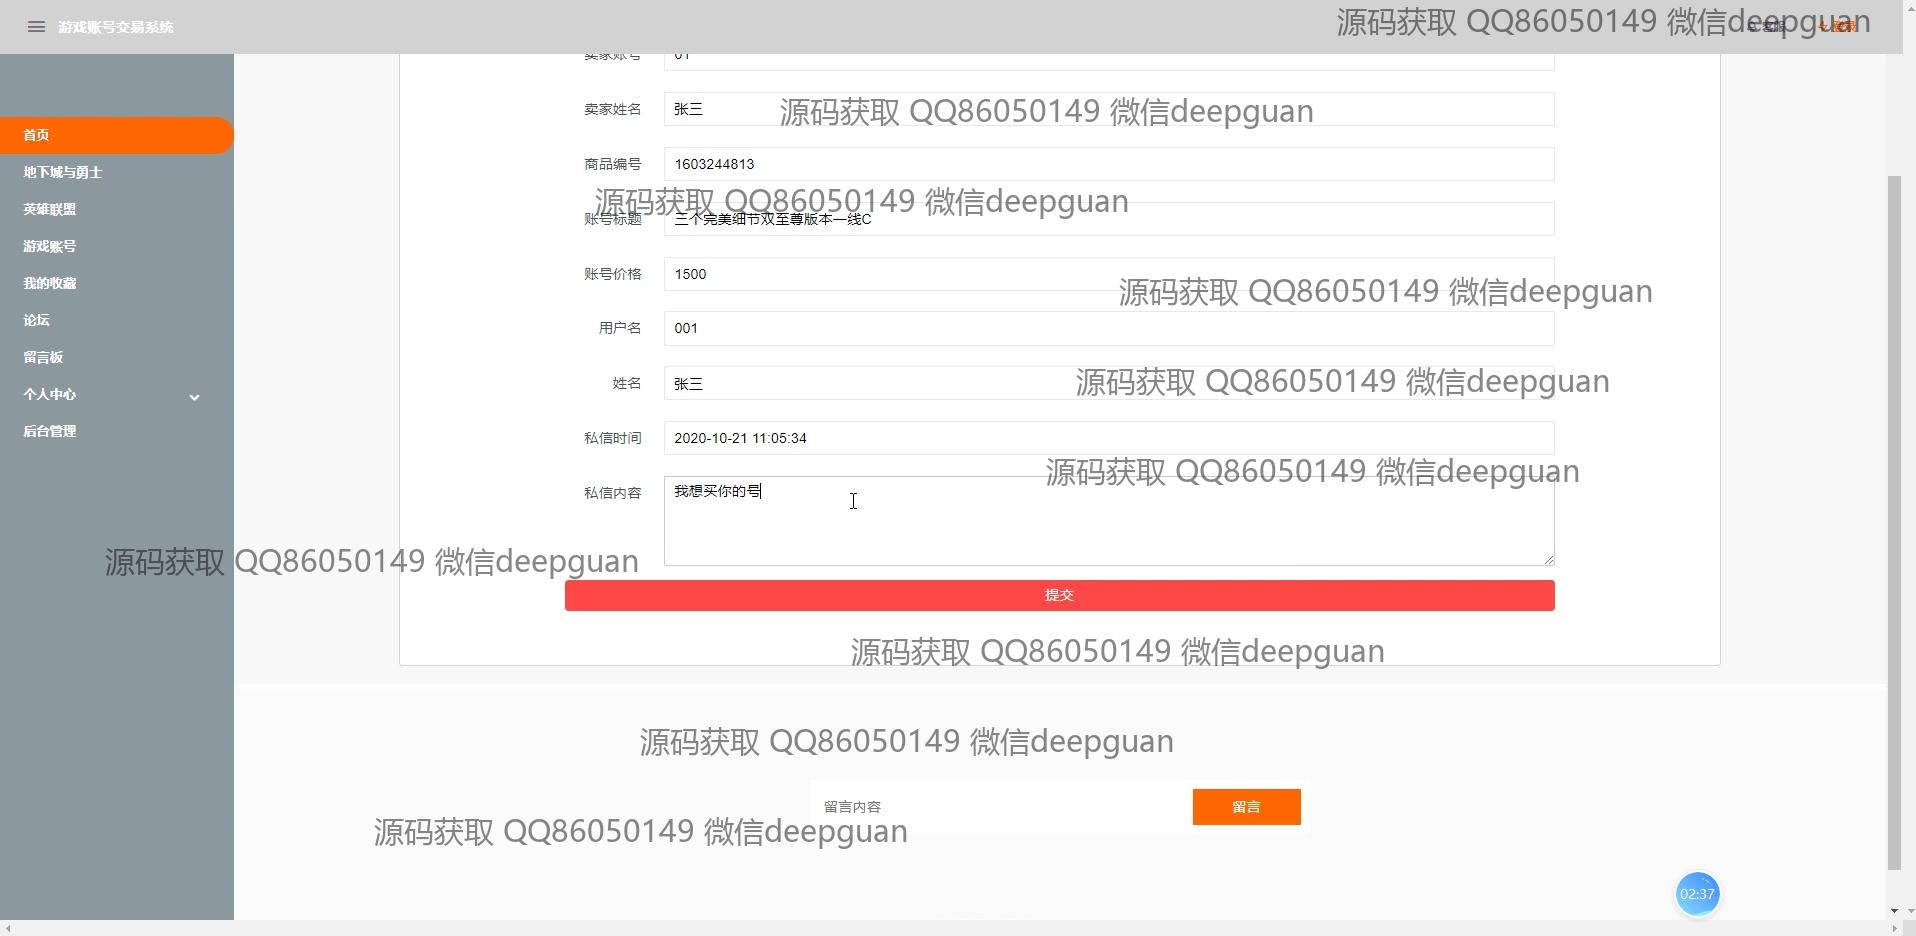 游戏账号交易系统
源码获取 QQ86050149 微信deepguan
客服
登录
卖家账号 01
卖家姓名 张三
源码获取 QQ86050149 微信deepguan
首页
商品编号 1603244813
地下城与勇士
源码获取 QQ86050149 微信deepguan
英雄联盟
账号标题 三个完美细节双至尊版本一线C
游戏账号
账号价格 1500
我的收藏
源码获取 QQ86050149 微信deepguan
论坛
用户名 001
留言板
姓名 张三
源码获取 QQ86050149 微信deepguan
个人中心
后台管理
私信时间 2020-10-21 11:05:34
源码获取 QQ86050149 微信deepguan
私信内容 我想买你的号
源码获取 QQ86050149 微信deepguan
提交
源码获取 QQ86050149 微信deepguan
源码获取 QQ86050149 微信deepguan
留言内容 留言
源码获取 QQ86050149 微信deepguan
02:37